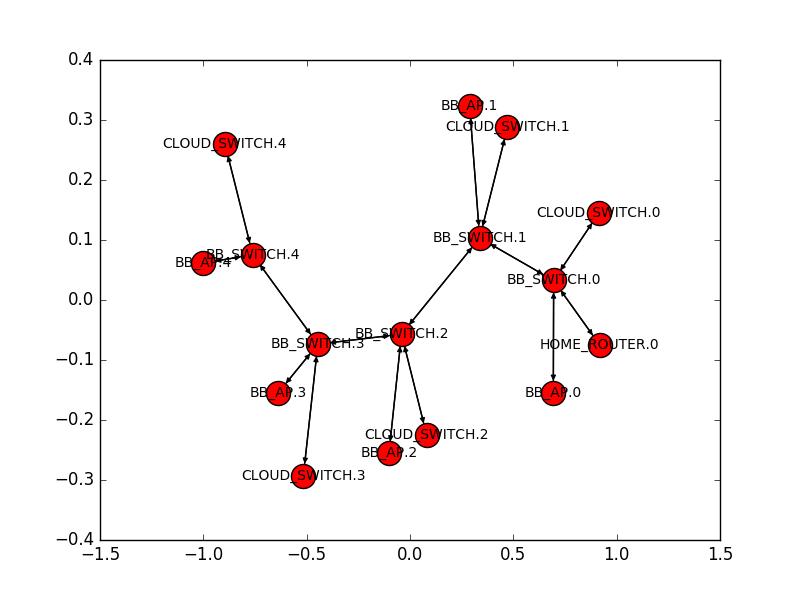 0.4
0.3
0.2
0.1
0.0
−0.1
−0.2
−0.3
−0.4
BB_AP.1
CLOUD_SWITCH.1
CLOUD_SWITCH.4
CLOUD_SWITCH.0
BB_SWITCH.1
BB_SWITCH.4
BB_AP.4
BB_SWITCH.0
BB_SWITCH.2
BB_SWITCH.3
HOME_ROUTER.0
BB_AP.3
BB_AP.0
CLOUD_SWITCH.2
BB_AP.2
CLOUD_SWITCH.3
−1.5 −1.0 −0.5 0.0 0.5 1.0 1.5